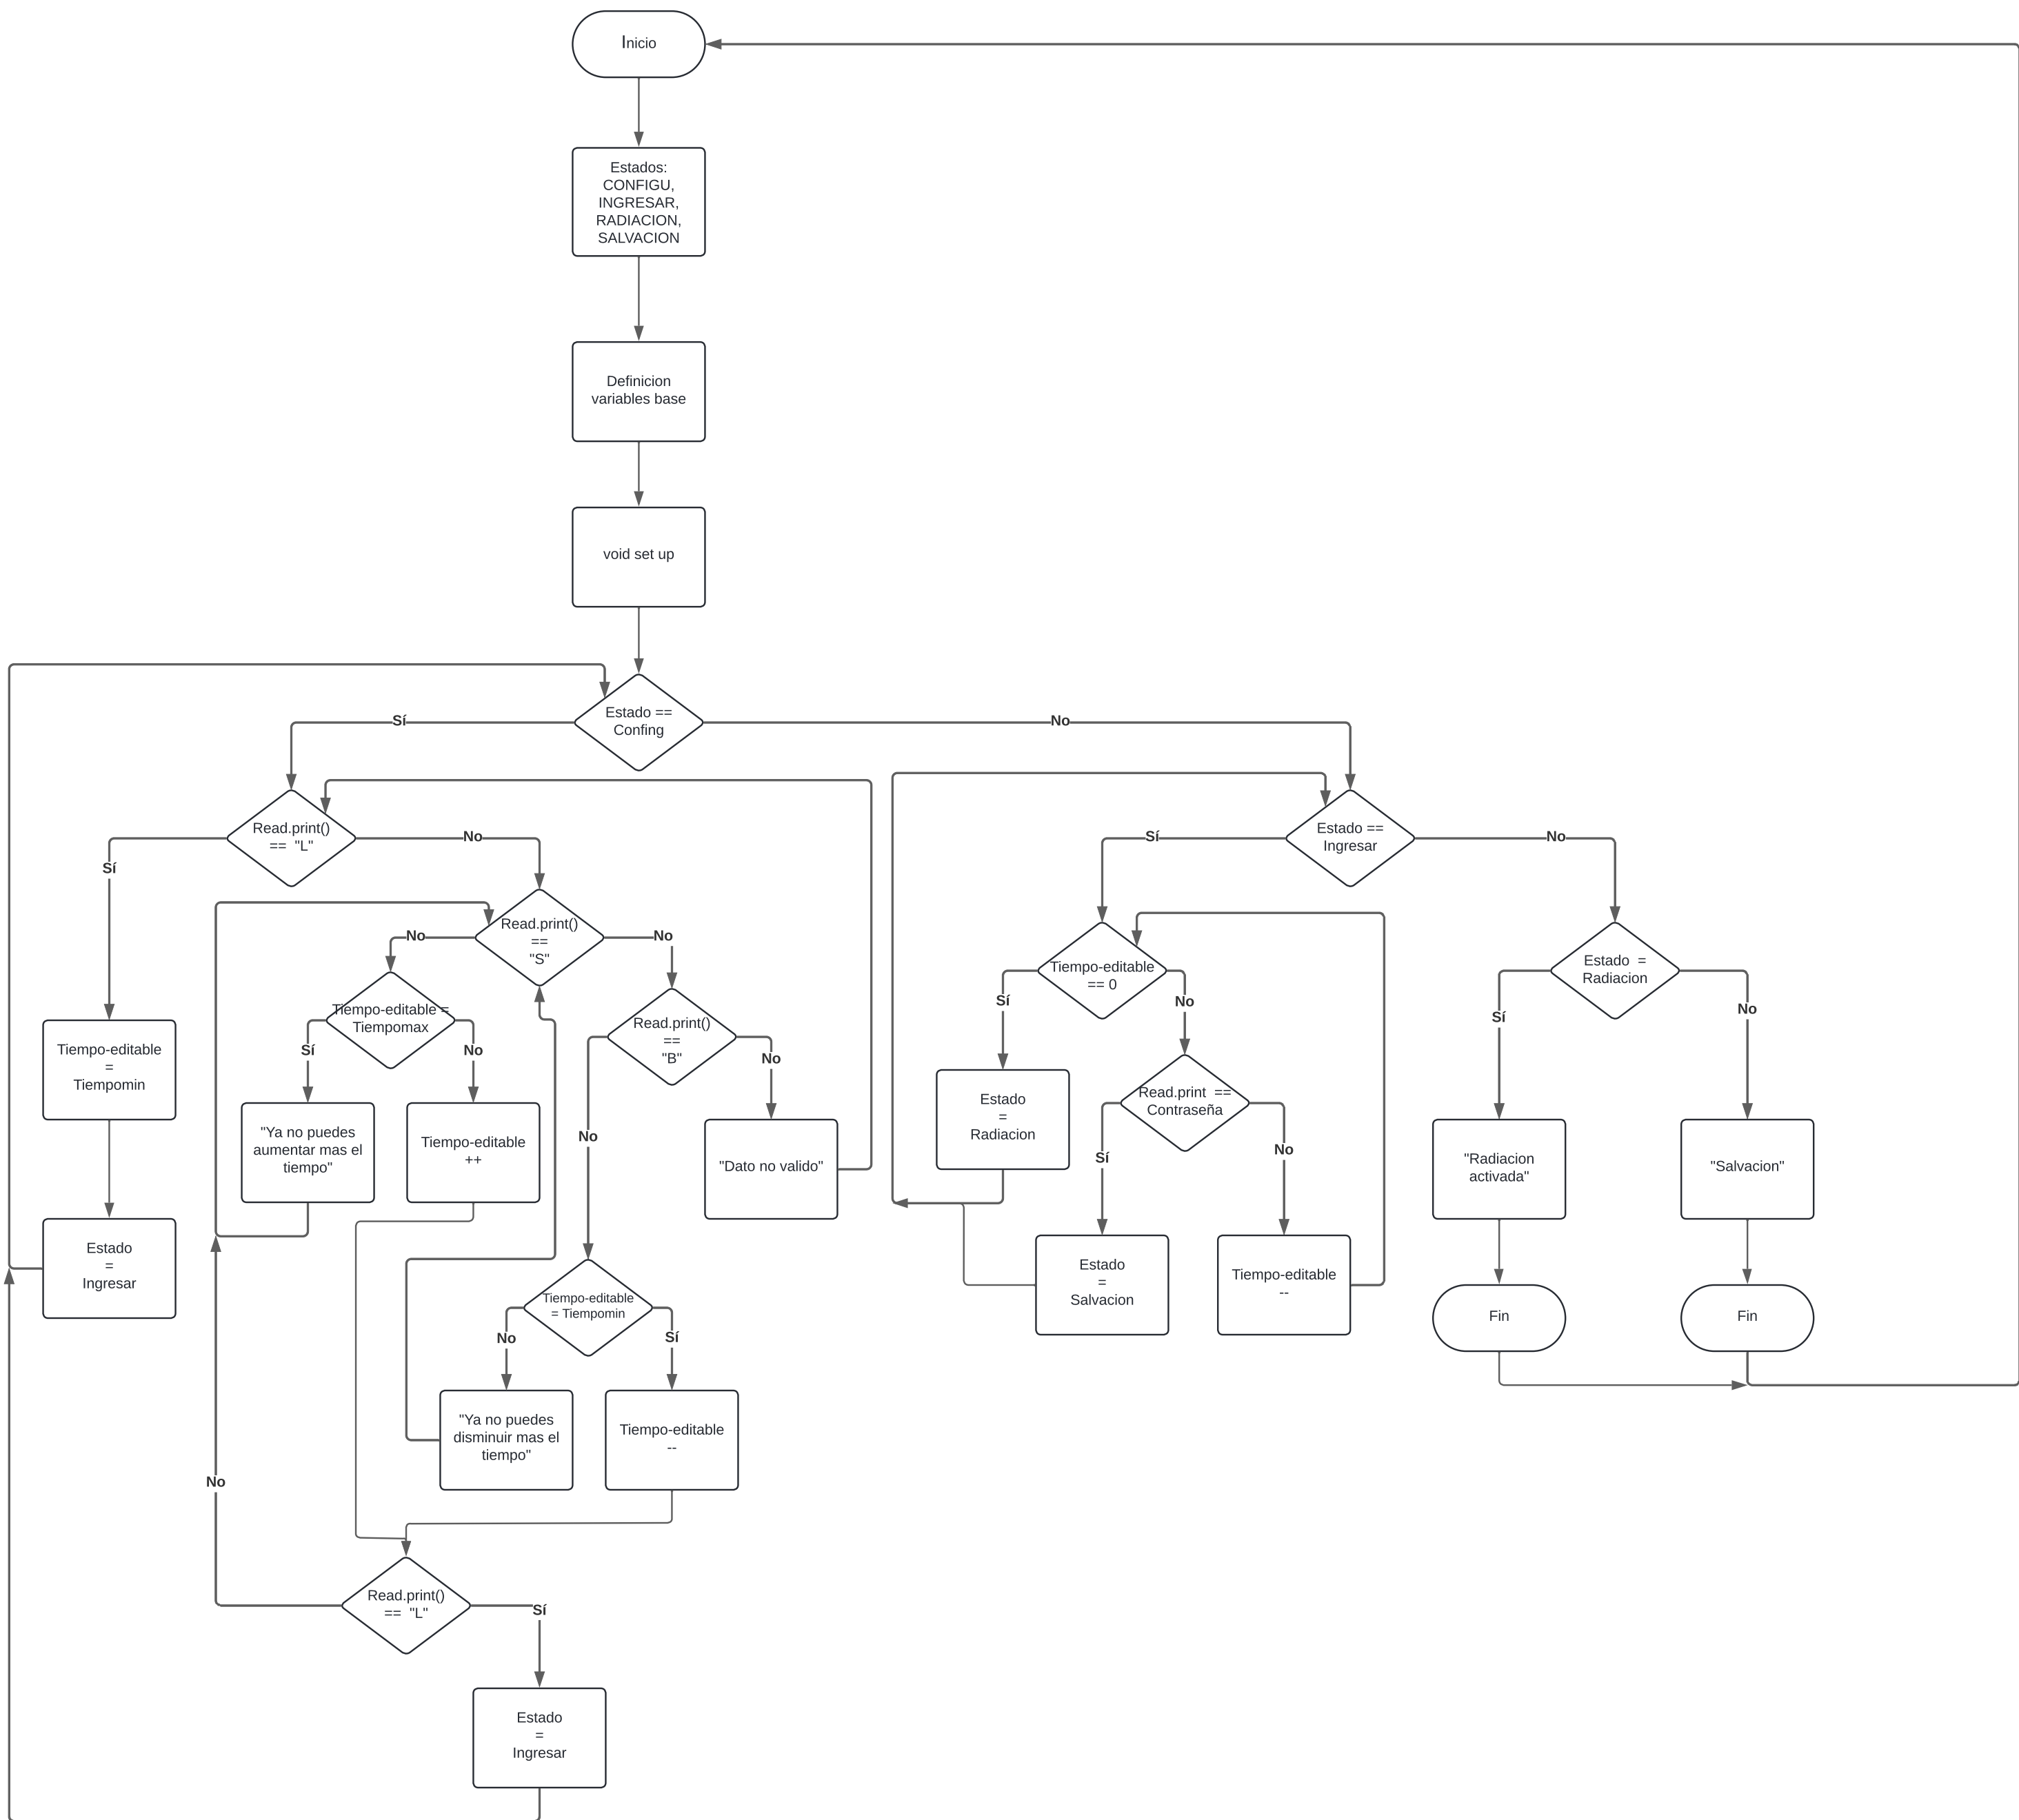 Inicio
Estados:
CONFIGU,
INGRESAR,
RADIACION,
SALVACION
Definicion
variables base
void set up
Estado ==
Confing
Sí
No
Read.print()
== "L"
Sí
No
Estado ==
Ingresar
Sí
No
Read.print()
==
"S"
No
No
Tiempo-editable =
Tiempomax
Sí
No
Read.print()
==
"B"
No
No
Tiempo-editable
=
Tiempomin
"Ya no puedes
aumentar mas el
tiempo"
Tiempo-editable
++
"Dato no valido"
Estado
=
Ingresar
Tiempo-editable
= Tiempomin
No
Sí
"Ya no puedes
disminuir mas el
tiempo"
Tiempo-editable
--
No
Read.print()
== "L"
Sí
Estado
=
Ingresar
Tiempo-editable
== 0
Sí
No
Estado
=
Radiacion
Read.print ==
Contraseña
Sí
No
Estado
=
Salvacion
Tiempo-editable
--
Estado =
Radiacion
Sí
No
"Radiacion
activada"
"Salvacion"
Fin
Fin